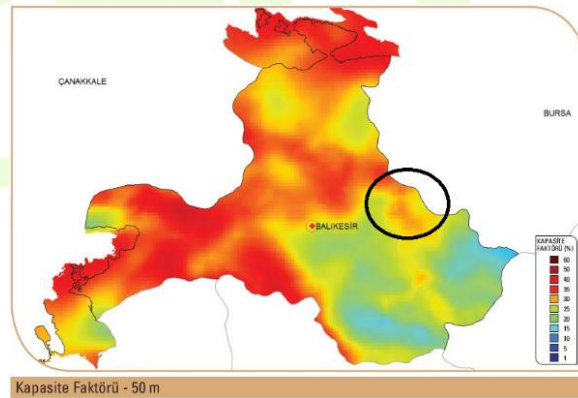 ÇANAKKALE
BURSA
BALIKESİR
KAPASİTE
FAKTÖRÜ (%)
60
50
40
35
30
25
20
15
10
5
1
Kapasite Faktörü - 50 m